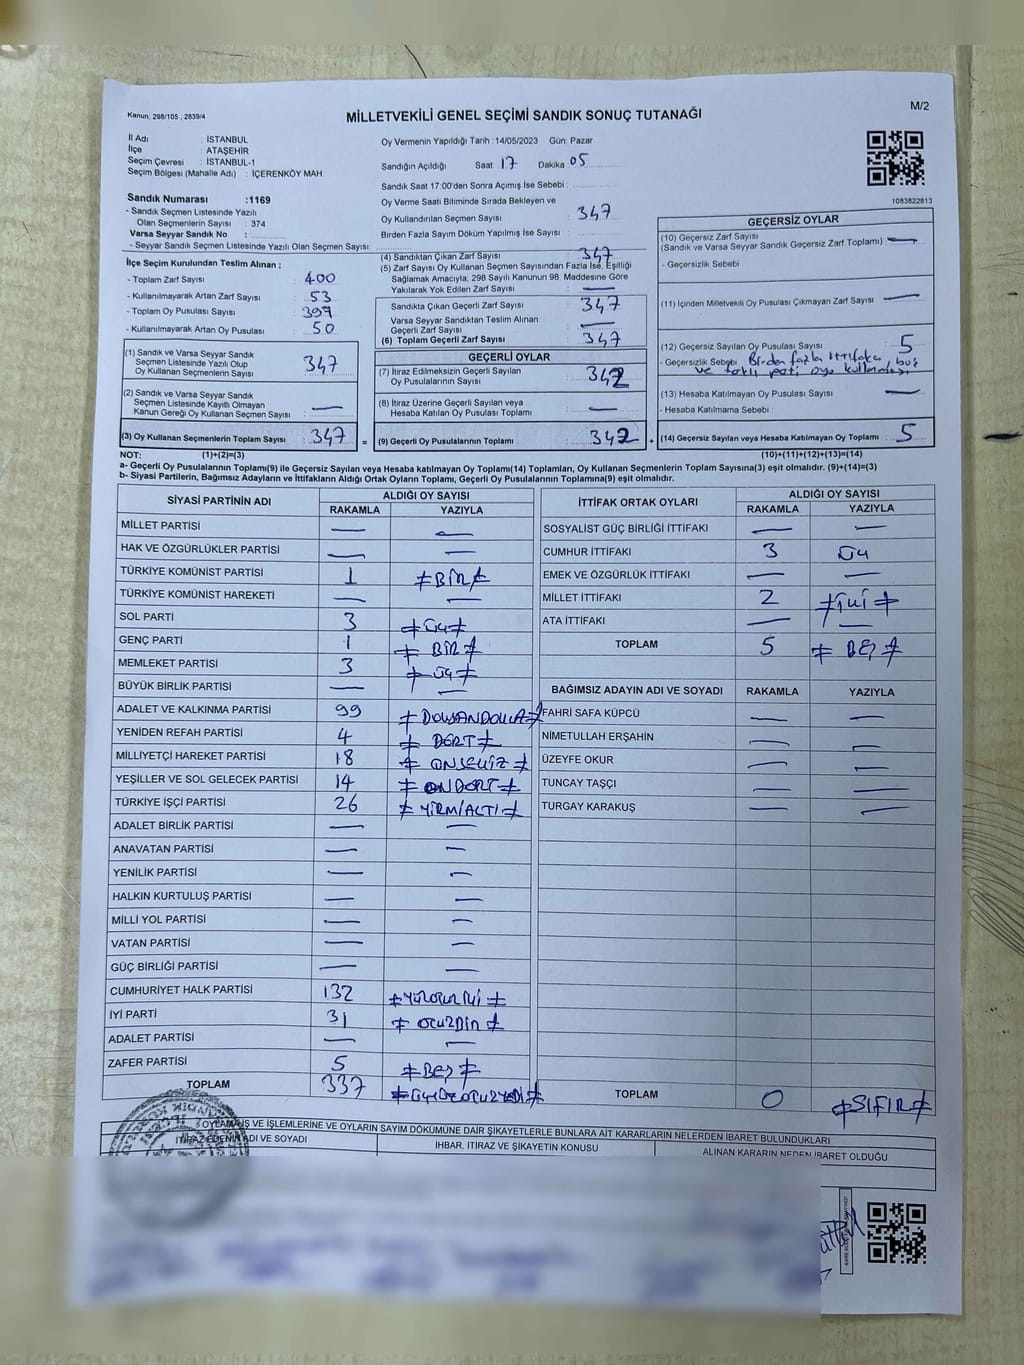 Kanun, 298/105 , 2839/4
MİLLETVEKİLİ GENEL SEÇİMİ SANDIK SONUÇ TUTANAĞI
M/2
İl Adı : İSTANBUL
İlçe : ATAŞEHİR
Seçim Çevresi : İSTANBUL-1
Seçim Bölgesi (Mahalle Adı) : İÇERENKÖY MAH
Sandık Numarası :1169
- Sandık Seçmen Listesinde Yazılı
Olan Seçmenlerin Sayısı : 374
Varsa Seyyar Sandık No :
- Seyyar Sandık Seçmen Listesinde Yazılı Olan Seçmen Sayısı:
Oy Vermenin Yapıldığı Tarih :14/05/2023 Gün: Pazar
Sandığın Açıldığı Saat 17 Dakika 05
Sandık Saat 17:00'den Sonra Açımış İse Sebebi :
Oy Verme Saati Bitiminde Sırada Bekleyen ve
Oy Kullandırılan Seçmen Sayısı : 347
Birden Fazla Sayım Döküm Yapılmış İse Sayısı :
1083822813
İlçe Seçim Kurulundan Teslim Alınan ;
- Toplam Zarf Sayısı : 400
- Kullanılmayarak Artan Zarf Sayısı : 53
- Toplam Oy Pusulası Sayısı : 397
- Kullanılmayarak Artan Oy Pusulası : 50
(1) Sandık ve Varsa Seyyar Sandık
Seçmen Listesinde Yazılı Olup
Oy Kullanan Seçmenlerin Sayısı : 347
(2) Sandık ve Varsa Seyyar Sandık
Seçmen Listesinde Kayıtlı Olmayan
Kanun Gereği Oy Kullanan Seçmen Sayısı : —
(3) Oy Kullanan Seçmenlerin Toplam Sayısı : 347 =
(4) Sandıktan Çıkan Zarf Sayısı : 347
(5) Zarf Sayısı Oy Kullanan Seçmen Sayısından Fazla İse, Eşitliği
Sağlamak Amacıyla; 298 Sayılı Kanunun 98. Maddesine Göre
Yakılarak Yok Edilen Zarf Sayısı : —
Sandıkta Çıkan Geçerli Zarf Sayısı : 347
Varsa Seyyar Sandıktan Teslim Alınan
Geçerli Zarf Sayısı : —
(6) Toplam Geçerli Zarf Sayısı : 347
GEÇERLİ OYLAR
(7) İtiraz Edilmeksizin Geçerli Sayılan
Oy Pusulalarının Sayısı : 342
(8) İtiraz Üzerine Geçerli Sayılan veya
Hesaba Katılan Oy Pusulası Toplamı : —
(9) Geçerli Oy Pusulalarının Toplamı : 342 +
GEÇERSİZ OYLAR
(10) Geçersiz Zarf Sayısı
(Sandık ve Varsa Seyyar Sandık Geçersiz Zarf Toplamı) : —
- Geçersizlik Sebebi
(11) İçinden Milletvekili Oy Pusulası Çıkmayan Zarf Sayısı : —
(12) Geçersiz Sayılan Oy Pusulası Sayısı : 5
- Geçersizlik Sebebi : Birden fazla ittifaka, boş
ve farklı parti oyu
(13) Hesaba Katılmayan Oy Pusulası Sayısı : —
- Hesaba Katılmama Sebebi :
(14) Geçersiz Sayılan veya Hesaba Katılmayan Oy Toplamı : 5
NOT: (1)+(2)=(3) (10)+(11)+(12)+(13)=(14)
a- Geçerli Oy Pusulalarının Toplamı(9) ile Geçersiz Sayılan veya Hesaba katılmayan Oy Toplamı(14) Toplamları, Oy Kullanan Seçmenlerin Toplam Sayısına(3) eşit olmalıdır. (9)+(14)=(3)
b- Siyasi Partilerin, Bağımsız Adayların ve İttifakların Aldığı Ortak Oyların Toplamı, Geçerli Oy Pusulalarının Toplamına(9) eşit olmalıdır.
SİYASİ PARTİNİN ADI ALDIĞI OY SAYISI
RAKAMLA YAZIYLA
MİLLET PARTİSİ — —
HAK VE ÖZGÜRLÜKLER PARTİSİ — —
TÜRKİYE KOMÜNİST PARTİSİ 1 ≠BİR≠
TÜRKİYE KOMÜNİST HAREKETİ — —
SOL PARTİ 3 ≠ÜÇ≠
GENÇ PARTİ 1 ≠ BİR ≠
MEMLEKET PARTİSİ 3 ≠ ÜÇ ≠
BÜYÜK BİRLİK PARTİSİ — —
ADALET VE KALKINMA PARTİSİ 99 ≠ DOKSANDOKUZ≠
YENİDEN REFAH PARTİSİ 4 ≠ DÖRT ≠
MİLLİYETÇİ HAREKET PARTİSİ 18 ≠ ONSEKİZ ≠
YEŞİLLER VE SOL GELECEK PARTİSİ 14 ≠ ONDÖRT ≠
TÜRKİYE İŞÇİ PARTİSİ 26 ≠ YİRMİALTI ≠
ADALET BİRLİK PARTİSİ — —
ANAVATAN PARTİSİ — —
YENİLİK PARTİSİ — —
HALKIN KURTULUŞ PARTİSİ — —
MİLLİ YOL PARTİSİ — —
VATAN PARTİSİ — —
GÜÇ BİRLİĞİ PARTİSİ — —
CUMHURİYET HALK PARTİSİ 132 ≠YÜZOTUZİKİ ≠
İYİ PARTİ 31 ≠ OTUZBİR ≠
ADALET PARTİSİ — —
ZAFER PARTİSİ 5 ≠BEŞ ≠
TOPLAM 337 ≠ÜÇYÜZOTUZYEDİ≠
İTTİFAK ORTAK OYLARI ALDIĞI OY SAYISI
RAKAMLA YAZIYLA
SOSYALİST GÜÇ BİRLİĞİ İTTİFAKI — —
CUMHUR İTTİFAKI 3 ÜÇ
EMEK VE ÖZGÜRLÜK İTTİFAKI — —
MİLLET İTTİFAKI 2 ≠İKİ ≠
ATA İTTİFAKI — —
TOPLAM 5 ≠ BEŞ ≠
BAĞIMSIZ ADAYIN ADI VE SOYADI RAKAMLA YAZIYLA
FAHRİ SAFA KÜPCÜ — —
NİMETULLAH ERŞAHİN — —
ÜZEYFE OKUR — —
TUNCAY TAŞÇI — —
TURGAY KARAKUŞ — —
TOPLAM 0 ≠SIFIR≠
OYLAMA İŞ VE İŞLEMLERİNE VE OYLARIN SAYIM DÖKÜMÜNE DAİR ŞİKAYETLERLE BUNLARA AİT KARARLARIN NELERDEN İBARET BULUNDUKLARI
İTİRAZ EDENİN ADI VE SOYADI İHBAR, İTİRAZ VE ŞİKAYETİN KONUSU ALINAN KARARIN NEDEN İBARET OLDUĞU